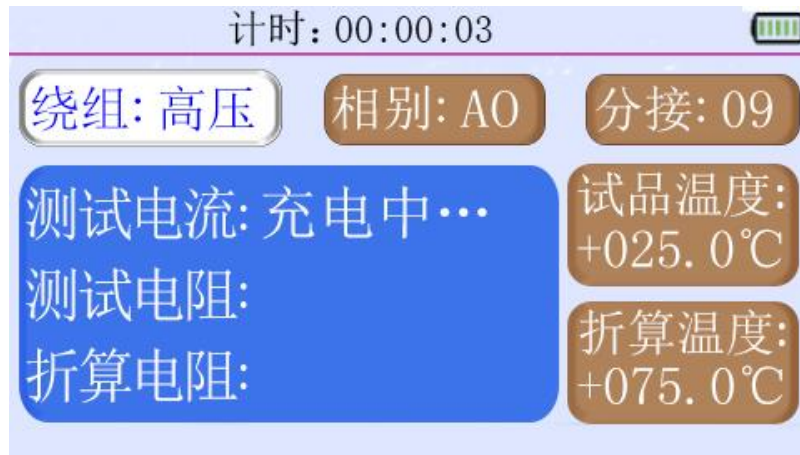 计时: 00:00:03
绕组: 高压
相别: AO
分接: 09
测试电流: 充电中…
测试电阻:
折算电阻:
试品温度:
+025.0℃
折算温度:
+075.0℃